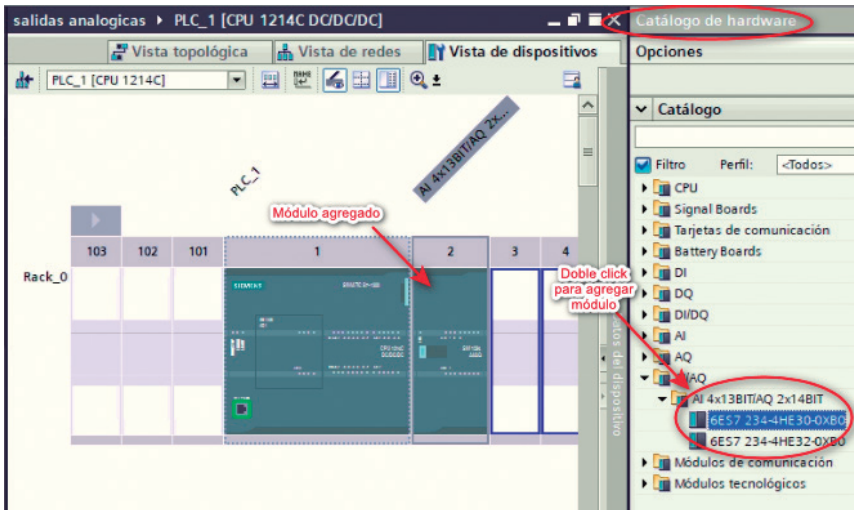 salidas analogicas ▸ PLC_1 [CPU 1214C DC/DC/DC]
Catálogo de hardware
Vista topológica
Vista de redes
Vista de dispositivos
Opciones
PLC_1 [CPU 1214C]
Catálogo
Filtro Perfil: <Todos>
PLC_1
AI 4x13BIT/AQ 2x...
Módulo agregado
103 102 101 1 2 3 4
Rack_0
SIEMENS
Doble click
para agregar
módulo
CPU
Signal Boards
Tarjetas de comunicación
Battery Boards
DI
DQ
DI/DQ
AI
AQ
/AQ
AI 4x13BIT/AQ 2x14BIT
6ES7 234-4HE30-0XB0
6ES7 234-4HE32-0XB0
Módulos de comunicación
Módulos tecnológicos
tos del dispositivo